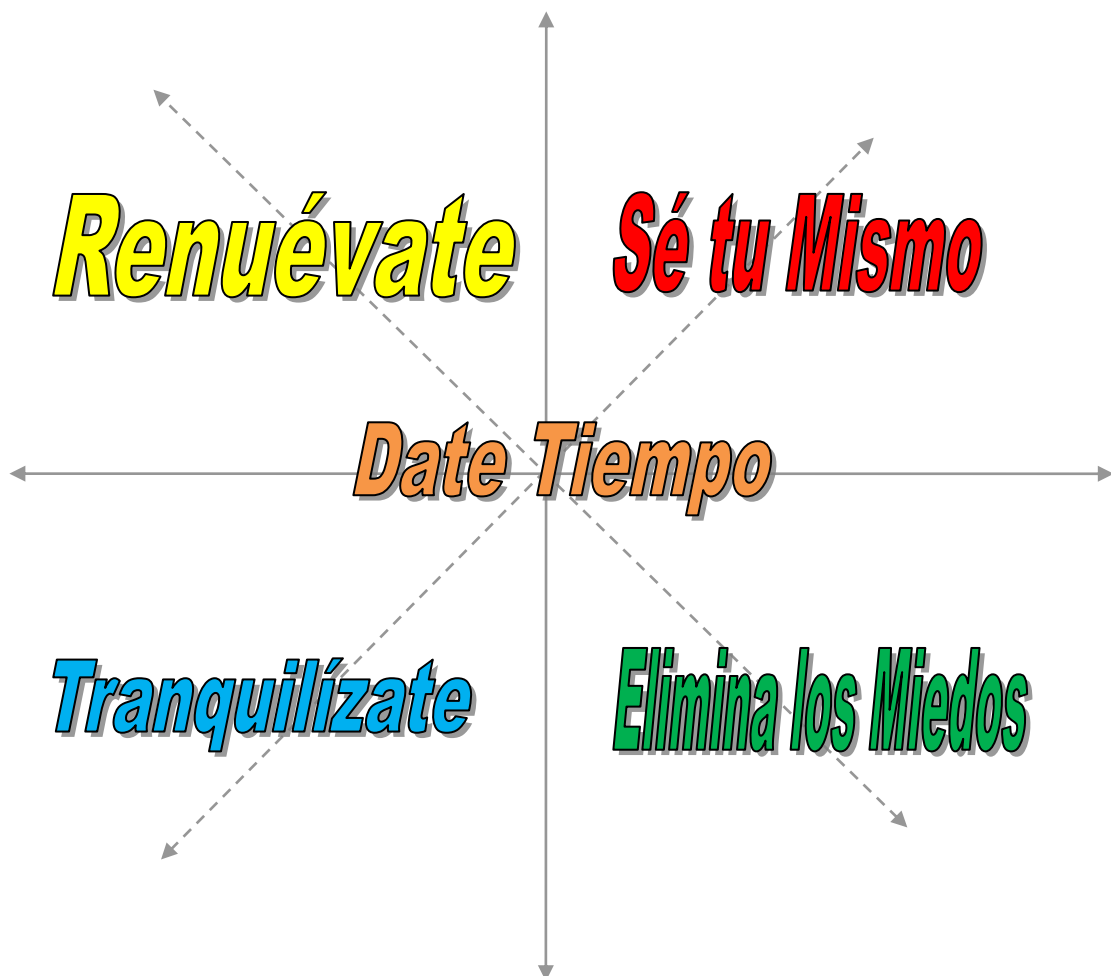 Renuévate
Sé tu Mismo
Date Tiempo
Tranquilízate
Elimina los Miedos